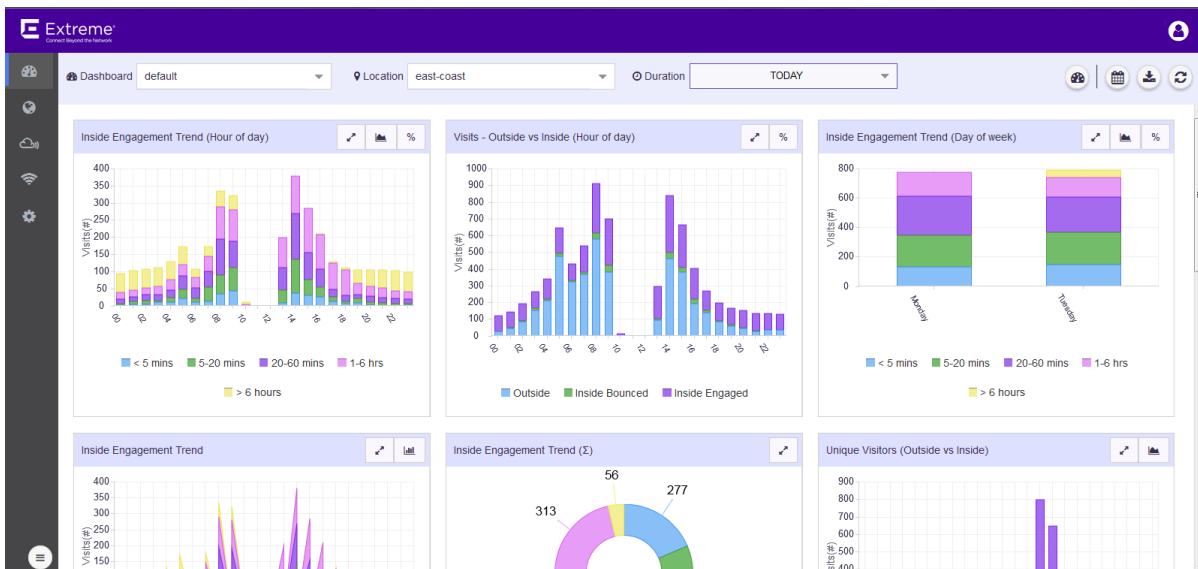 Extreme
Connect Beyond the Network
Dashboard default Location east-coast Duration TODAY
Inside Engagement Trend (Hour of day) %
Visits - Outside vs Inside (Hour of day) %
Inside Engagement Trend (Day of week) %
400
350
300
250
200
150
100
50
0
Visits(#)
00 02 04 06 08 10 12 14 16 18 20 22
< 5 mins 5-20 mins 20-60 mins 1-6 hrs
> 6 hours
1000
900
800
700
600
500
400
300
200
100
0
Visits(#)
00 02 04 06 08 10 12 14 16 18 20 22
Outside Inside Bounced Inside Engaged
800
600
400
200
0
Visits(#)
Monday Tuesday
< 5 mins 5-20 mins 20-60 mins 1-6 hrs
> 6 hours
Inside Engagement Trend
Inside Engagement Trend (Σ)
Unique Visitors (Outside vs Inside)
400
350
300
250
200
150
Visits(#)
56
277
313
900
800
700
600
500
400